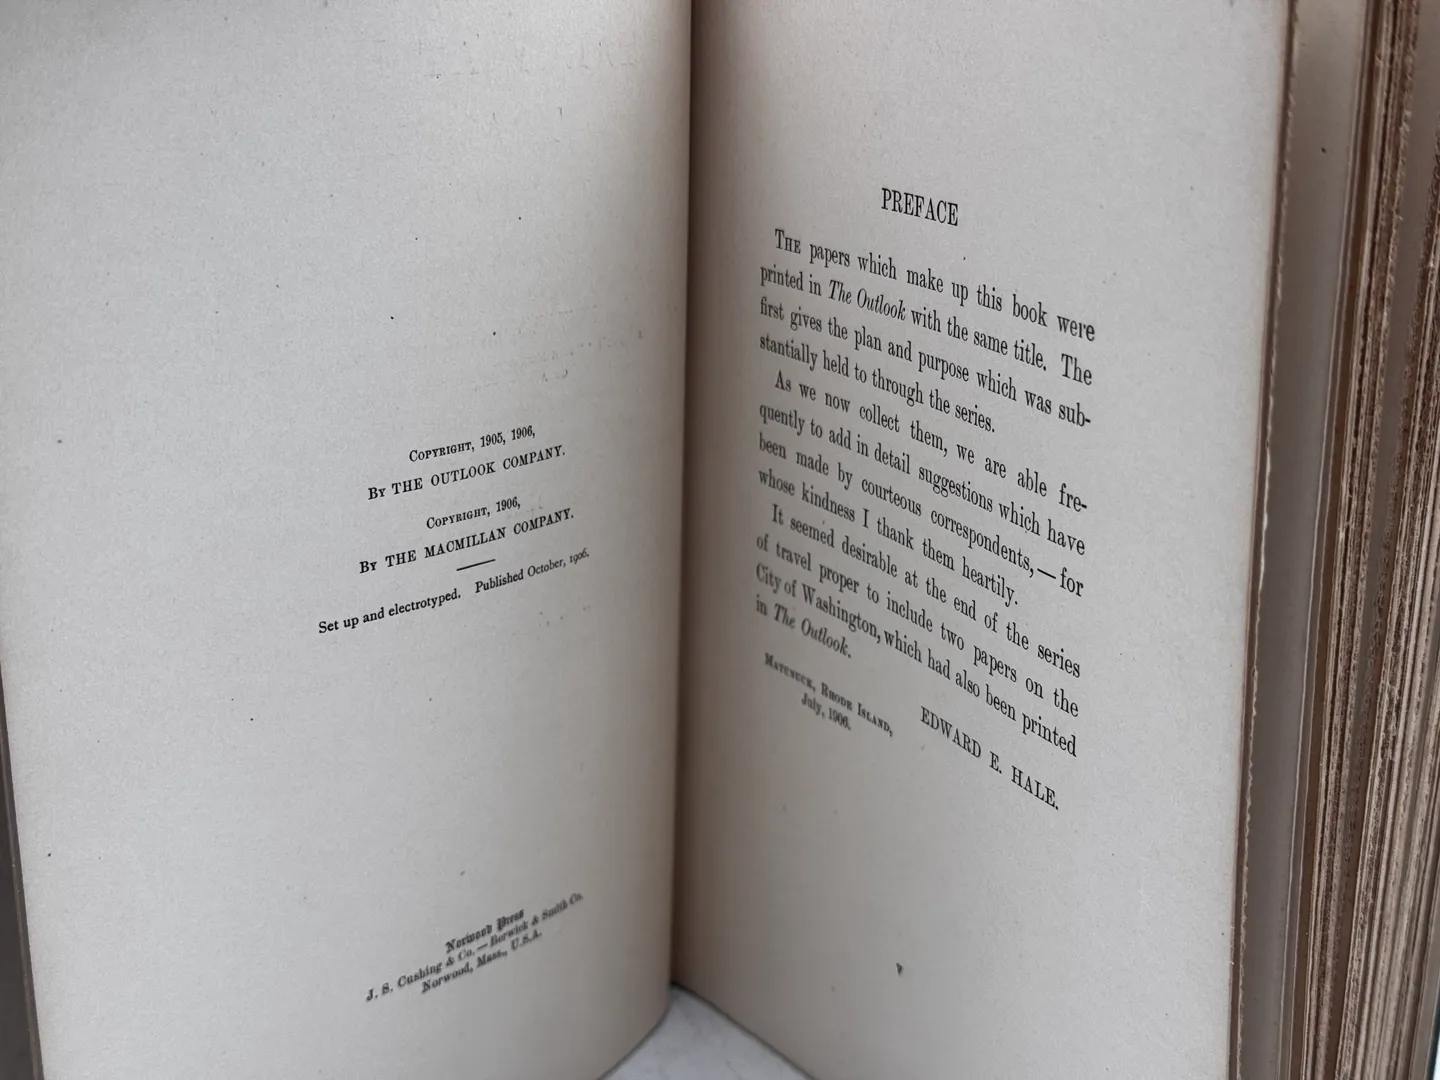 COPYRIGHT, 1905, 1906,
BY THE OUTLOOK COMPANY.
COPYRIGHT, 1906,
BY THE MACMILLAN COMPANY.
Set up and electrotyped. Published October, 1906.
Norwood Press
J. S. Cushing & Co. — Berwick & Smith Co.
Norwood, Mass., U.S.A.
PREFACE
THE papers which make up this book were
printed in The Outlook with the same title. The
first gives the plan and purpose which was sub-
stantially held to through the series.
As we now collect them, we are able fre-
quently to add in detail suggestions which have
been made by courteous correspondents, — for
whose kindness I thank them heartily.
It seemed desirable at the end of the series
of travel proper to include two papers on the
City of Washington, which had also been printed
in The Outlook.
EDWARD E. HALE.
MATUNUCK, RHODE ISLAND,
July, 1906.
v